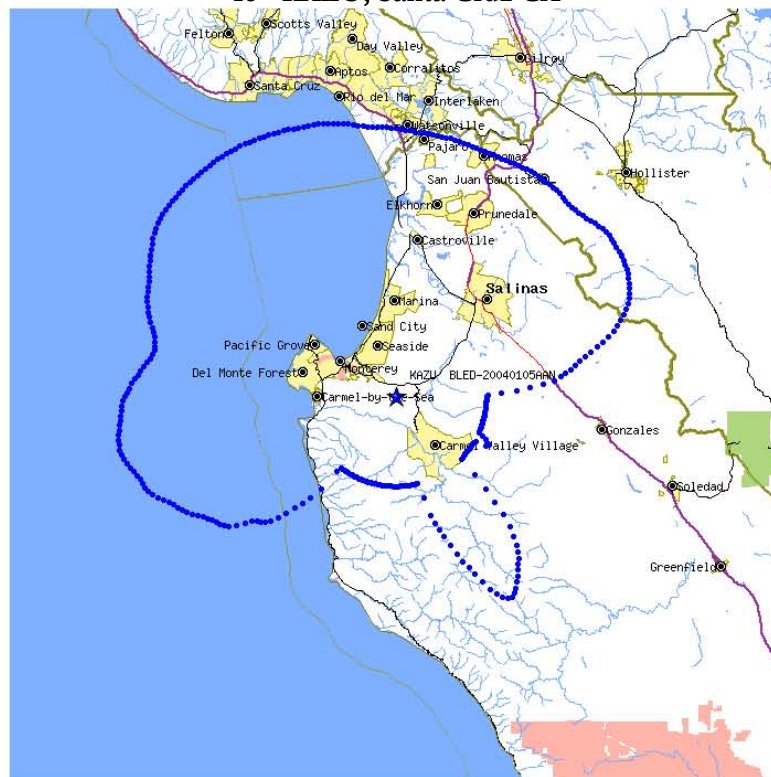 Scotts Valley
Felton
Day Valley
Gilroy
Corralitos
Aptos
Santa Cruz
Rio del Mar
Interlaken
Watsonville
Pajaro
Aromas
Hollister
San Juan Bautista
Elkhorn
Prunedale
Castroville
Salinas
Marina
Sand City
Pacific Grove
Seaside
Monterey
Del Monte Forest
KAZU BLED-20040105AAN
Carmel-by-the-Sea
Gonzales
Carmel Valley Village
Soledad
Greenfield